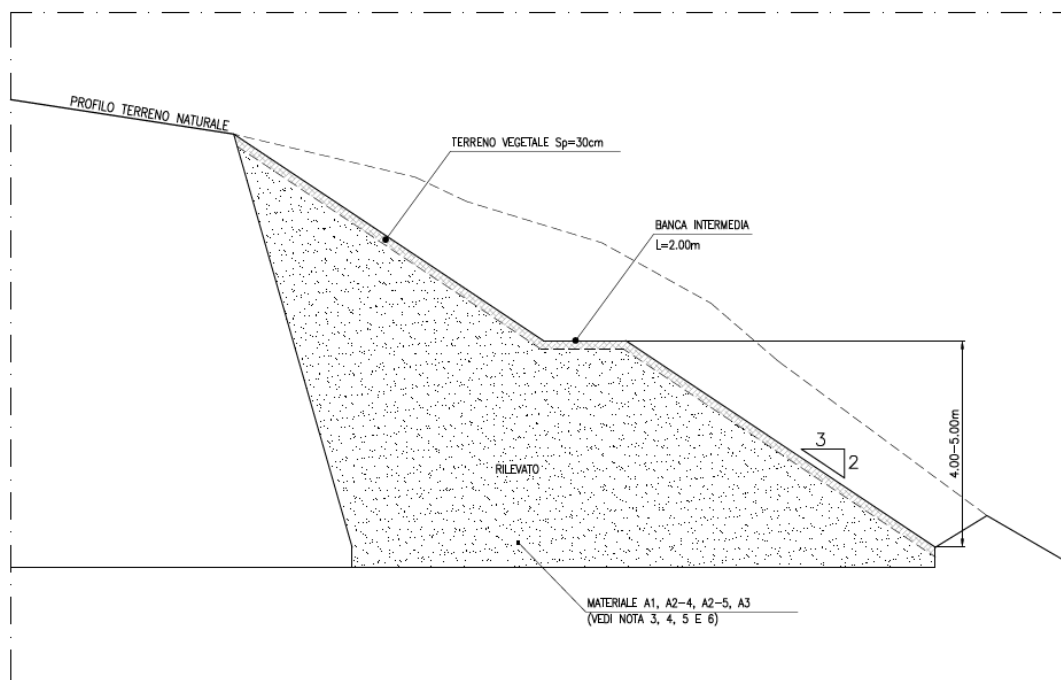 PROFILO TERRENO NATURALE
TERRENO VEGETALE Sp=30cm
BANCA INTERMEDIA
L=2.00m
3
2
4.00-5.00m
RILEVATO
MATERIALE A1, A2-4, A2-5, A3
(VEDI NOTA 3, 4, 5 E 6)